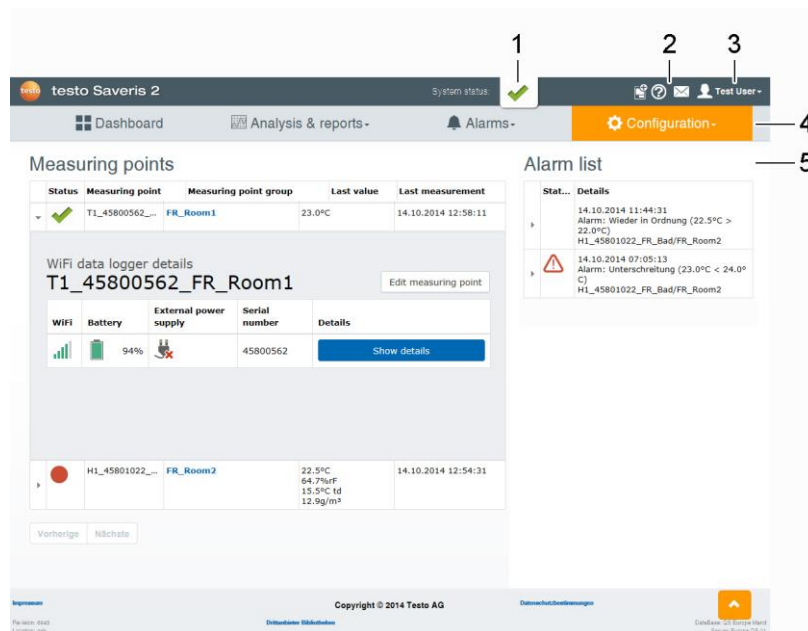 1 2 3
testo testo Saveris 2 System status: Test User
Dashboard Analysis & reports Alarms Configuration 4
5
Measuring points
Status Measuring point Measuring point group Last value Last measurement
T1_45800562_... FR_Room1 23.0°C 14.10.2014 12:58:11
WiFi data logger details
T1_45800562_FR_Room1
Edit measuring point
WiFi Battery External power supply Serial number Details
94% 45800562 Show details
H1_45801022_... FR_Room2 22.5°C 14.10.2014 12:54:31
64.7%rF
15.5°C td
12.9g/m³
Vorherige Nächste
Alarm list
Stat... Details
14.10.2014 11:44:31
Alarm: Wieder in Ordnung (22.5°C >
22.0°C)
H1_45801022_FR_Bad/FR_Room2
14.10.2014 07:05:13
Alarm: Unterschreitung (23.0°C < 24.0°
C)
H1_45801022_FR_Bad/FR_Room2
Impressum Copyright © 2014 Testo AG Datenschutzbestimmungen
Drittanbieter Bibliotheken